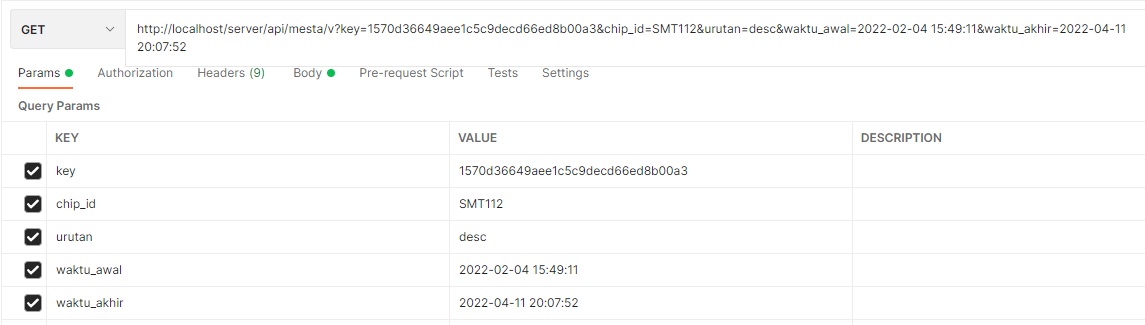 GET
http://localhost/server/api/mesta/v?key=1570d36649aee1c5c9decd66ed8b00a3&chip_id=SMT112&urutan=desc&waktu_awal=2022-02-04 15:49:11&waktu_akhir=2022-04-11
20:07:52
Params Authorization Headers (9) Body Pre-request Script Tests Settings
Query Params
KEY VALUE DESCRIPTION
key 1570d36649aee1c5c9decd66ed8b00a3
chip_id SMT112
urutan desc
waktu_awal 2022-02-04 15:49:11
waktu_akhir 2022-04-11 20:07:52